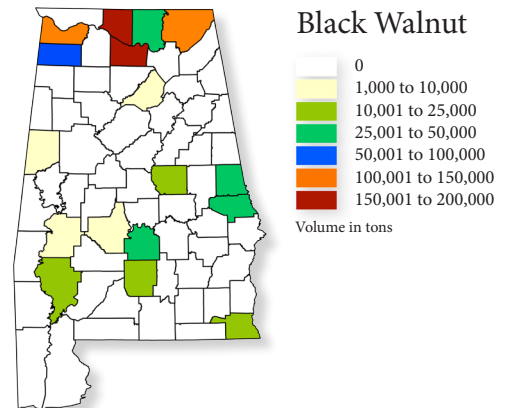 Black Walnut
0
1,000 to 10,000
10,001 to 25,000
25,001 to 50,000
50,001 to 100,000
100,001 to 150,000
150,001 to 200,000
Volume in tons